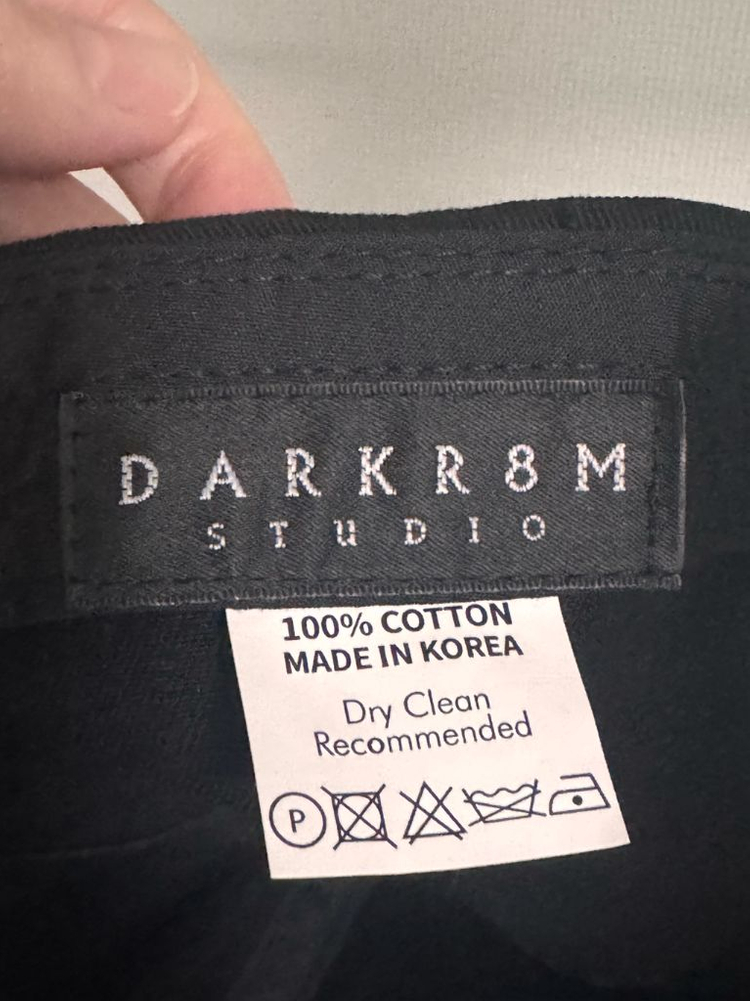 DARKR8M
STUDIO
100% COTTON
MADE IN KOREA
Dry Clean
Recommended
P